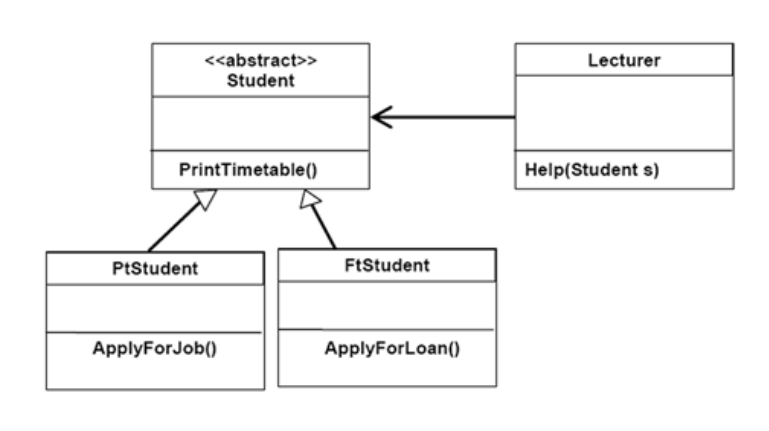 <<abstract>>
Student
PrintTimetable()
Lecturer
Help(Student s)
PtStudent
ApplyForJob()
FtStudent
ApplyForLoan()